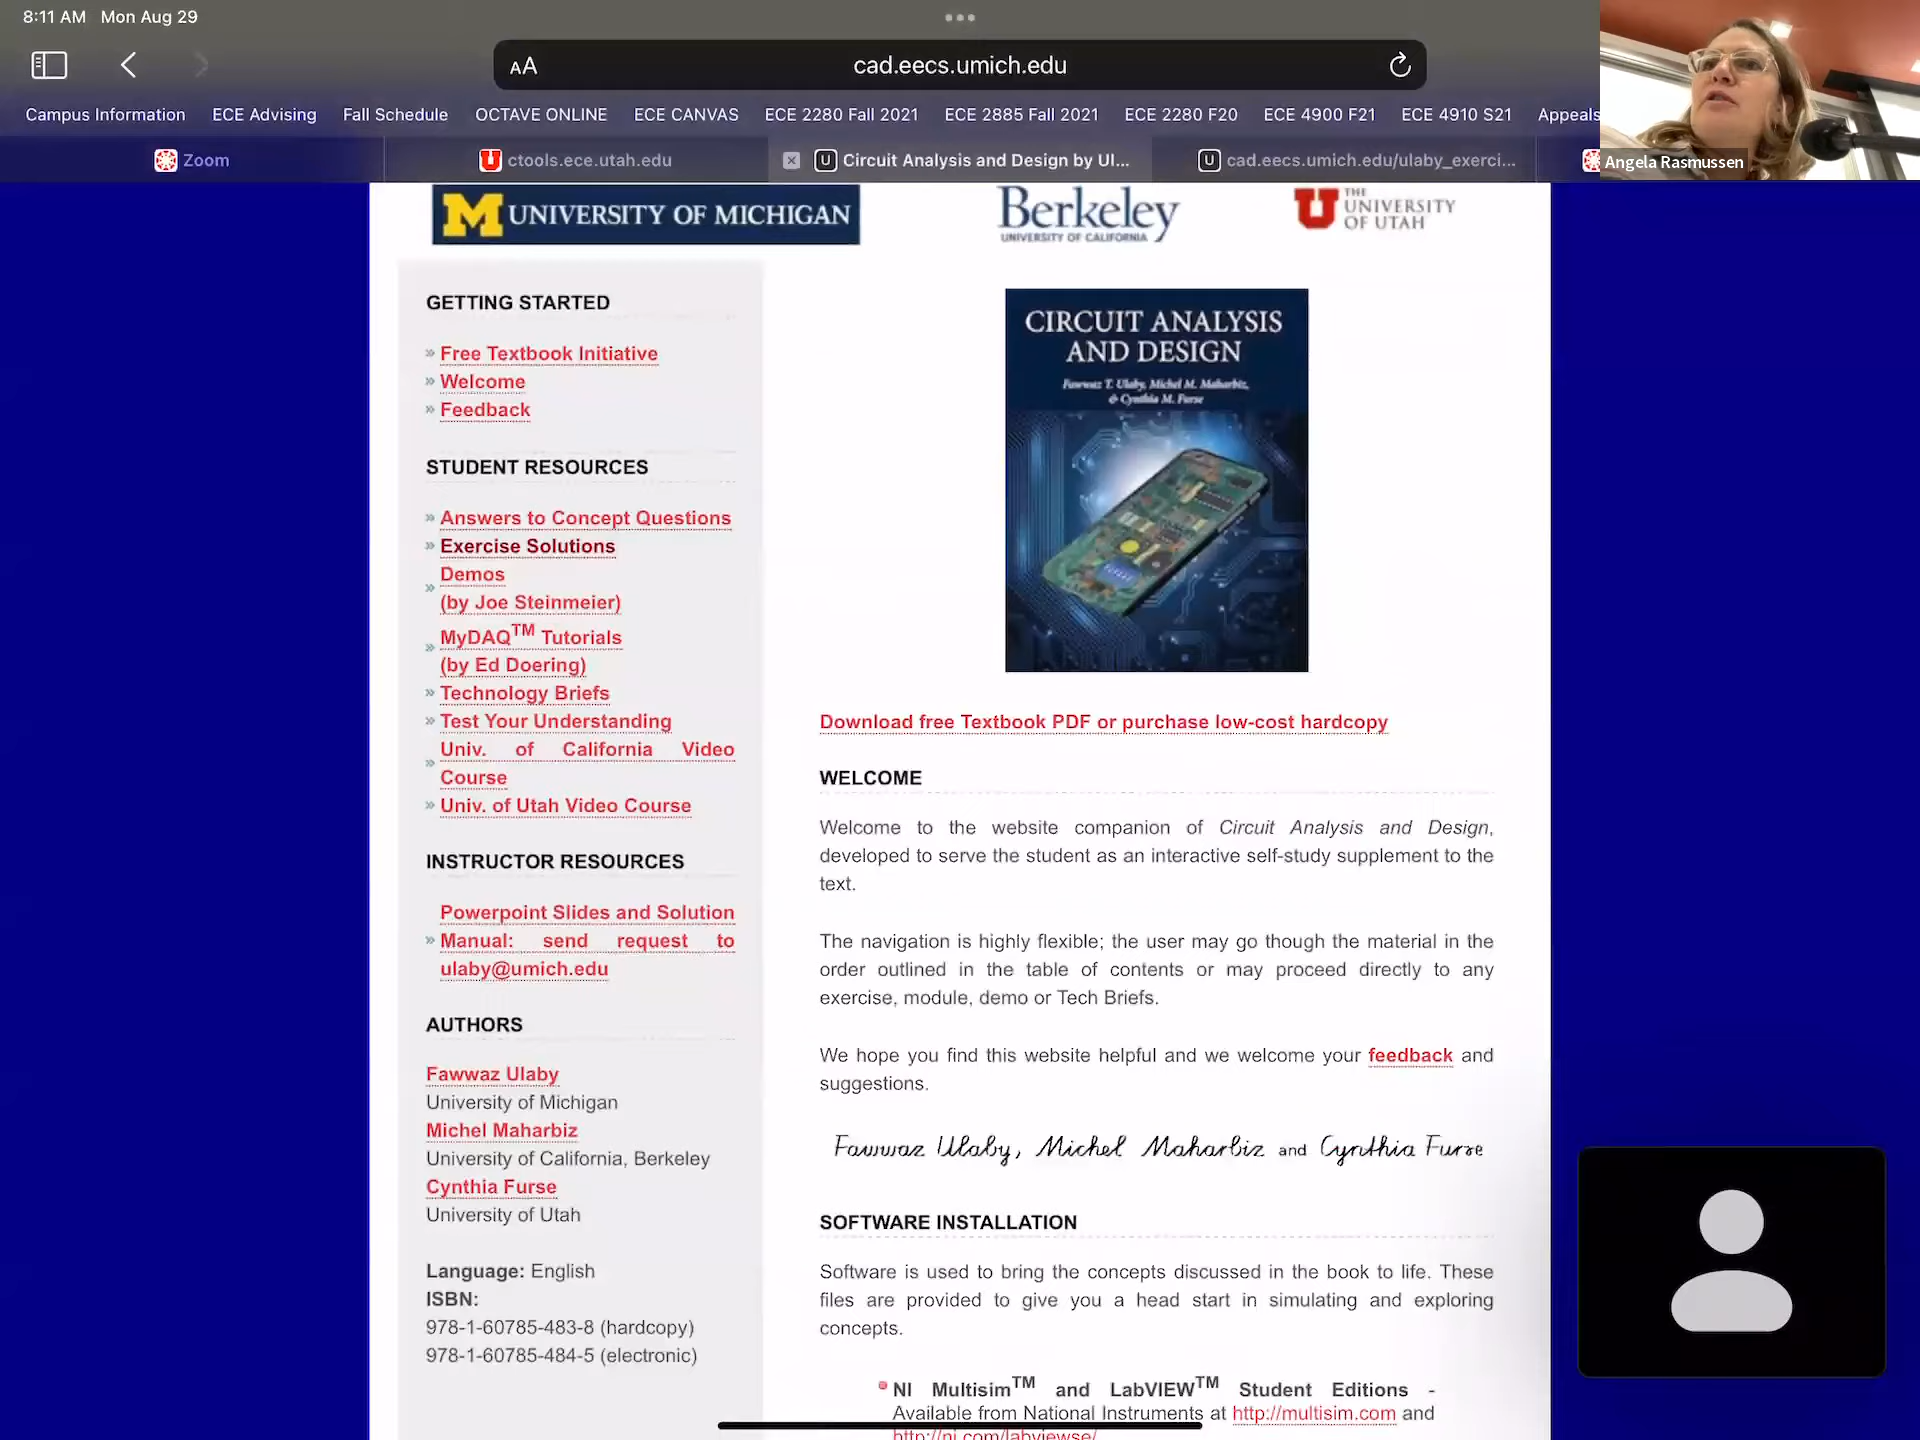 8:11 AM Mon Aug 29
AA
cad.eecs.umich.edu
Campus Information ECE Advising Fall Schedule OCTAVE ONLINE ECE CANVAS ECE 2280 Fall 2021 ECE 2885 Fall 2021 ECE 2280 F20 ECE 4900 F21 ECE 4910 S21 Appeals
Zoom ctools.ece.utah.edu Circuit Analysis and Design by Ul... cad.eecs.umich.edu/ulaby_exerci...
Angela Rasmussen
M UNIVERSITY OF MICHIGAN
Berkeley
UNIVERSITY OF CALIFORNIA
THE
UNIVERSITY
OF UTAH
GETTING STARTED
» Free Textbook Initiative
» Welcome
» Feedback
STUDENT RESOURCES
» Answers to Concept Questions
» Exercise Solutions
» Demos
(by Joe Steinmeier)
» MyDAQTM Tutorials
(by Ed Doering)
» Technology Briefs
» Test Your Understanding
» Univ. of California Video
Course
» Univ. of Utah Video Course
INSTRUCTOR RESOURCES
Powerpoint Slides and Solution
» Manual: send request to
ulaby@umich.edu
AUTHORS
Fawwaz Ulaby
University of Michigan
Michel Maharbiz
University of California, Berkeley
Cynthia Furse
University of Utah
Language: English
ISBN:
978-1-60785-483-8 (hardcopy)
978-1-60785-484-5 (electronic)
CIRCUIT ANALYSIS
AND DESIGN
Fawwaz T. Ulaby, Michel M. Maharbiz,
& Cynthia M. Furse
Download free Textbook PDF or purchase low-cost hardcopy
WELCOME
Welcome to the website companion of Circuit Analysis and Design,
developed to serve the student as an interactive self-study supplement to the
text.
The navigation is highly flexible; the user may go though the material in the
order outlined in the table of contents or may proceed directly to any
exercise, module, demo or Tech Briefs.
We hope you find this website helpful and we welcome your feedback and
suggestions.
Fawwaz Ulaby, Michel Maharbiz and Cynthia Furse
SOFTWARE INSTALLATION
Software is used to bring the concepts discussed in the book to life. These
files are provided to give you a head start in simulating and exploring
concepts.
NI MultisimTM and LabVIEWTM Student Editions -
Available from National Instruments at http://multisim.com and
http://ni.com/labviewse/